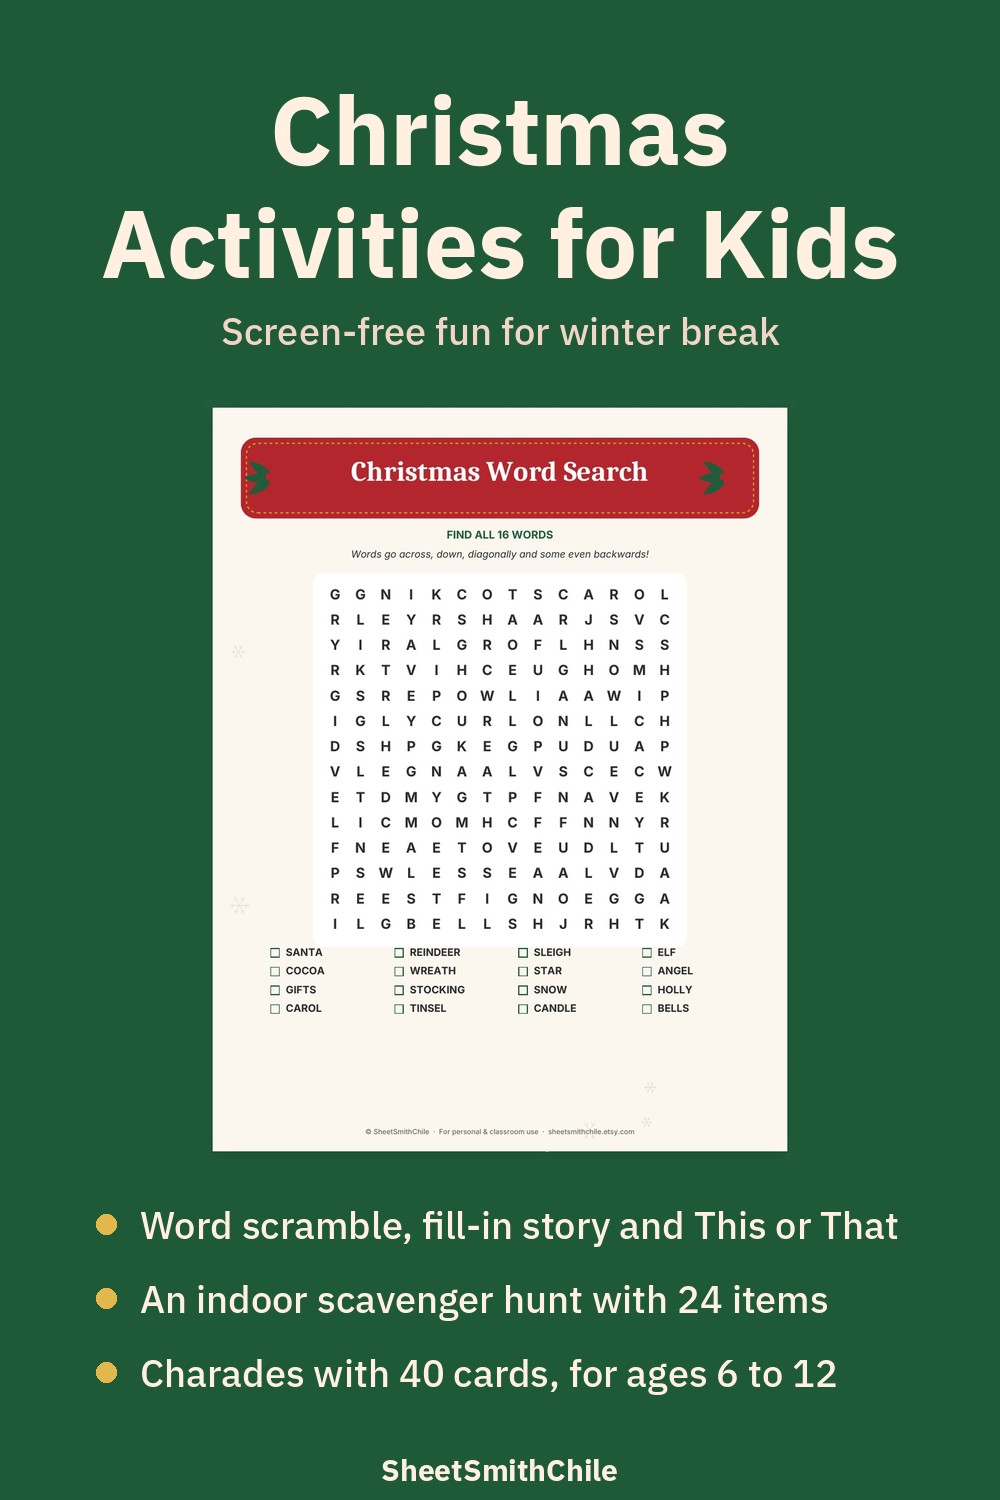 Christmas
Activities for Kids
Screen-free fun for winter break
Christmas Word Search
FIND ALL 16 WORDS
Words go across, down, diagonally and some even backwards!
G G N I K C O T S C A R O L
R L E Y R S H A A R J S V C
Y I R A L G R O F L H N S S
R K T V I H C E U G H O M H
G S R E P O W L I A A W I P
I G L Y C U R L O N L L C H
D S H P G K E G P U D U A P
V L E G N A A L V S C E C W
E T D M Y G T P F N A V E K
L I C M O M H C F F N N Y R
F N E A E T O V E U D L T U
P S W L E S S E A A L V D A
R E E S T F I G N O E G G A
I L G B E L L S H J R H T K
SANTA REINDEER SLEIGH ELF
COCOA WREATH STAR ANGEL
GIFTS STOCKING SNOW HOLLY
CAROL TINSEL CANDLE BELLS
© SheetSmithChile · For personal & classroom use · sheetsmithchile.etsy.com
Word scramble, fill-in story and This or That
An indoor scavenger hunt with 24 items
Charades with 40 cards, for ages 6 to 12
SheetSmithChile